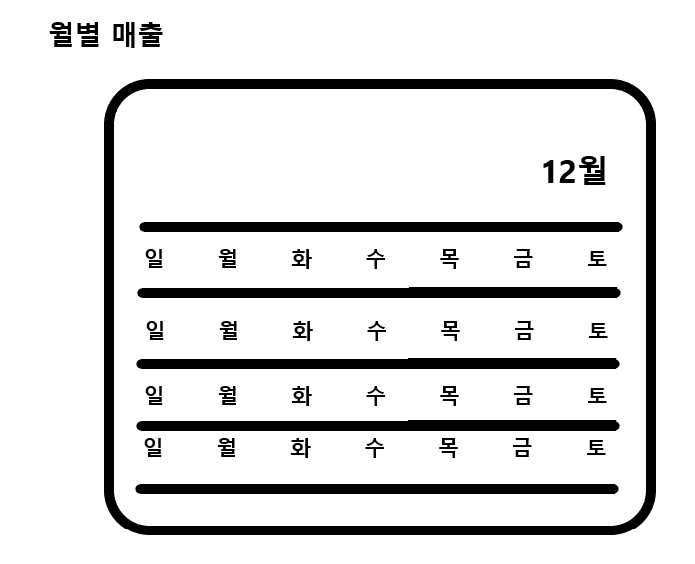 월별 매출
12월
일 월 화 수 목 금 토
일 월 화 수 목 금 토
일 월 화 수 목 금 토
일 월 화 수 목 금 토